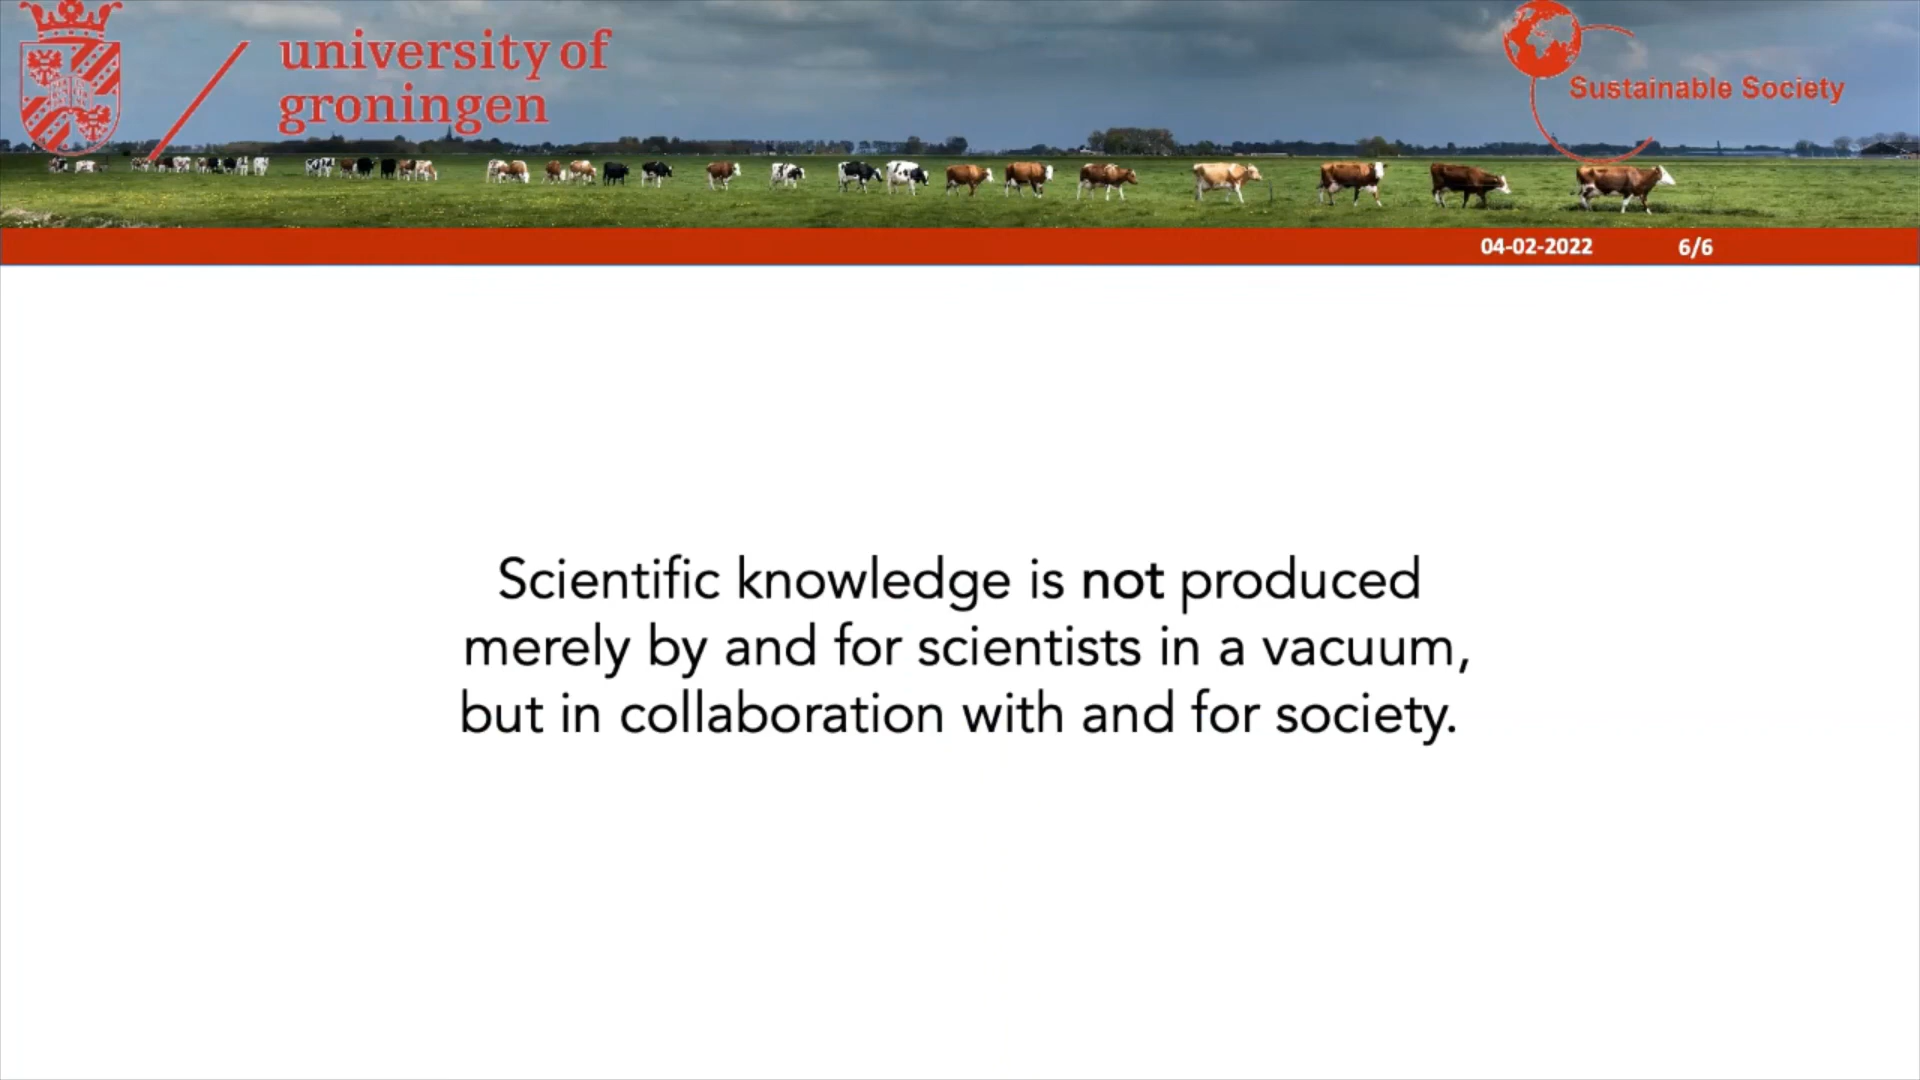 university of
groningen
Sustainable Society
04-02-2022 6/6
Scientific knowledge is not produced
merely by and for scientists in a vacuum,
but in collaboration with and for society.